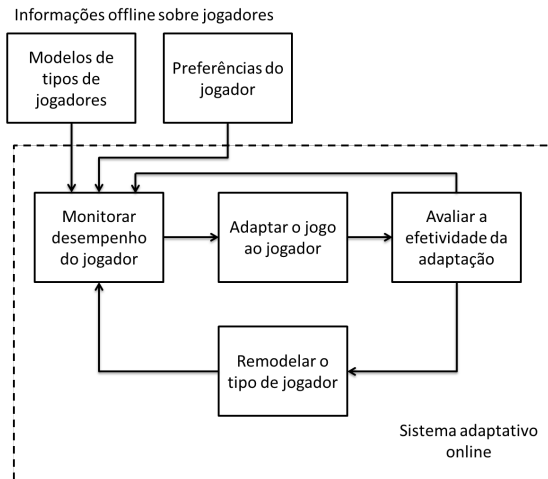 Informações offline sobre jogadores
Modelos de
tipos de
jogadores
Preferências do
jogador
Monitorar
desempenho
do jogador
Adaptar o jogo
ao jogador
Avaliar a
efetividade da
adaptação
Remodelar o
tipo de jogador
Sistema adaptativo
online